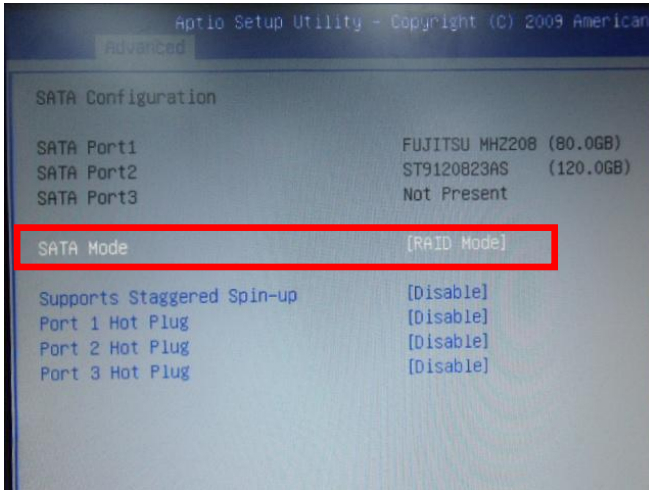 Aptio Setup Utility - Copyright (C) 2009 American
Advanced
SATA Configuration
SATA Port1 FUJITSU MHZ208 (80.0GB)
SATA Port2 ST9120823AS (120.0GB)
SATA Port3 Not Present
SATA Mode [RAID Mode]
Supports Staggered Spin-up [Disable]
Port 1 Hot Plug [Disable]
Port 2 Hot Plug [Disable]
Port 3 Hot Plug [Disable]